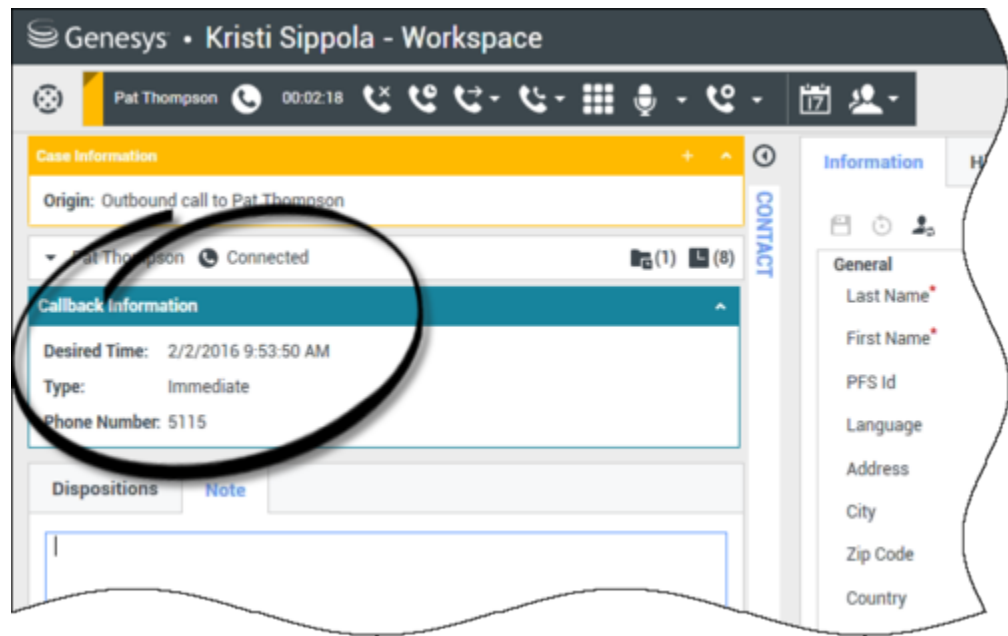 Genesys • Kristi Sippola - Workspace
Pat Thompson 00:02:18
17
Case Information
Origin: Outbound call to Pat Thompson
Pat Thompson Connected (1) (8)
Callback Information
Desired Time: 2/2/2016 9:53:50 AM
Type: Immediate
Phone Number: 5115
Dispositions Note
CONTACT
Information
General
Last Name*
First Name*
PFS Id
Language
Address
City
Zip Code
Country